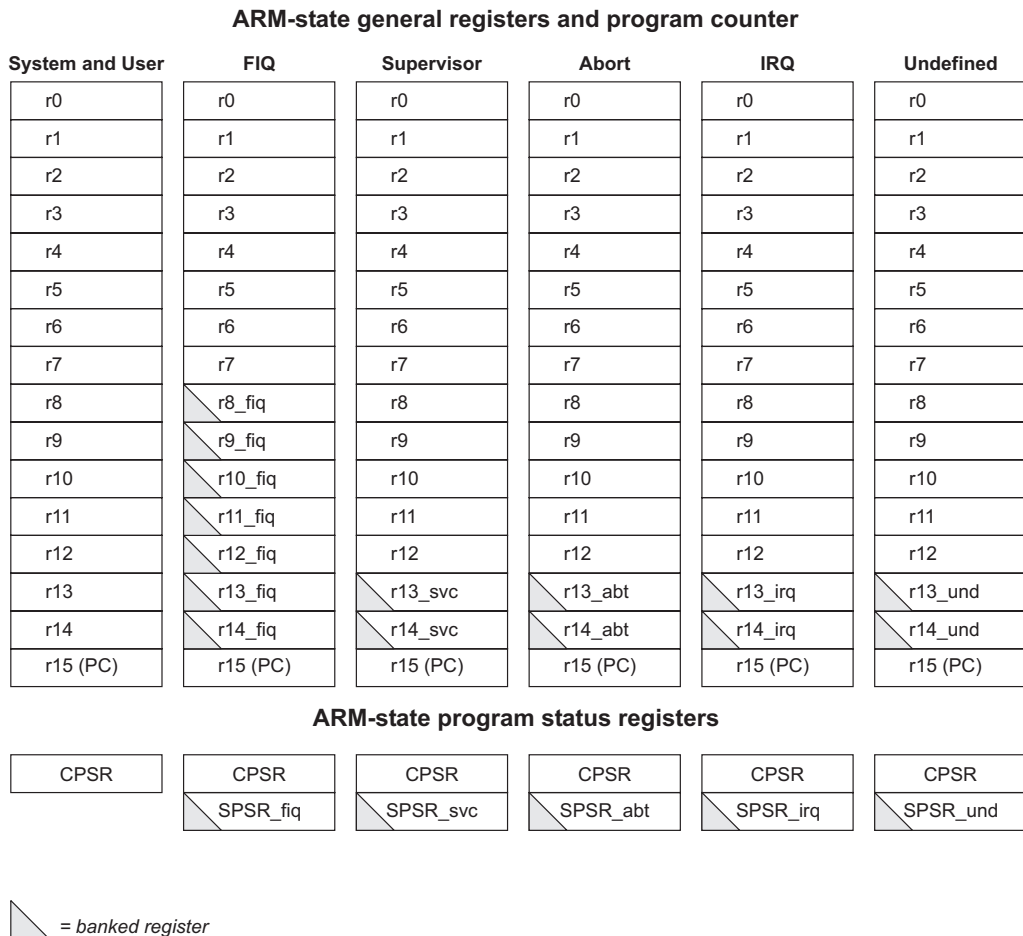 ARM-state general registers and program counter
System and User FIQ Supervisor Abort IRQ Undefined
r0 r0 r0 r0 r0 r0
r1 r1 r1 r1 r1 r1
r2 r2 r2 r2 r2 r2
r3 r3 r3 r3 r3 r3
r4 r4 r4 r4 r4 r4
r5 r5 r5 r5 r5 r5
r6 r6 r6 r6 r6 r6
r7 r7 r7 r7 r7 r7
r8 r8_fiq r8 r8 r8 r8
r9 r9_fiq r9 r9 r9 r9
r10 r10_fiq r10 r10 r10 r10
r11 r11_fiq r11 r11 r11 r11
r12 r12_fiq r12 r12 r12 r12
r13 r13_fiq r13_svc r13_abt r13_irq r13_und
r14 r14_fiq r14_svc r14_abt r14_irq r14_und
r15 (PC) r15 (PC) r15 (PC) r15 (PC) r15 (PC) r15 (PC)
ARM-state program status registers
CPSR CPSR CPSR CPSR CPSR CPSR
SPSR_fiq SPSR_svc SPSR_abt SPSR_irq SPSR_und
= banked register